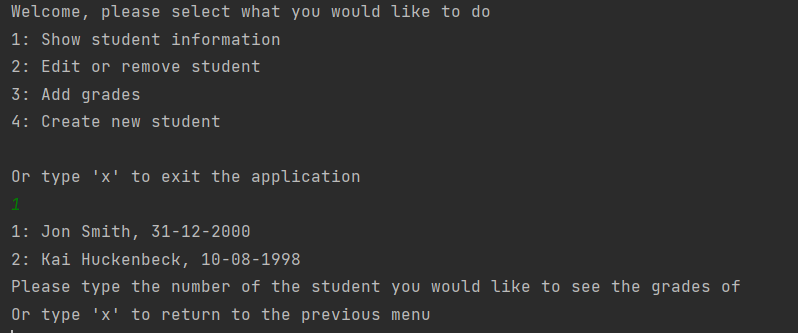 Welcome, please select what you would like to do
1: Show student information
2: Edit or remove student
3: Add grades
4: Create new student
Or type 'x' to exit the application
1
1: Jon Smith, 31-12-2000
2: Kai Huckenbeck, 10-08-1998
Please type the number of the student you would like to see the grades of
Or type 'x' to return to the previous menu